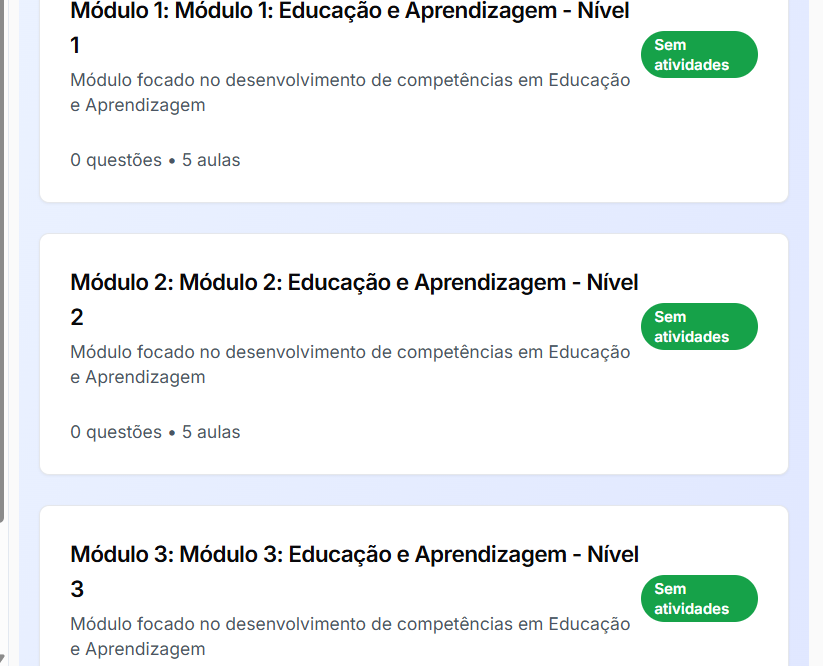 Módulo 1: Módulo 1: Educação e Aprendizagem - Nível
1
Sem
atividades
Módulo focado no desenvolvimento de competências em Educação
e Aprendizagem
0 questões • 5 aulas
Módulo 2: Módulo 2: Educação e Aprendizagem - Nível
2
Sem
atividades
Módulo focado no desenvolvimento de competências em Educação
e Aprendizagem
0 questões • 5 aulas
Módulo 3: Módulo 3: Educação e Aprendizagem - Nível
3
Sem
atividades
Módulo focado no desenvolvimento de competências em Educação
e Aprendizagem